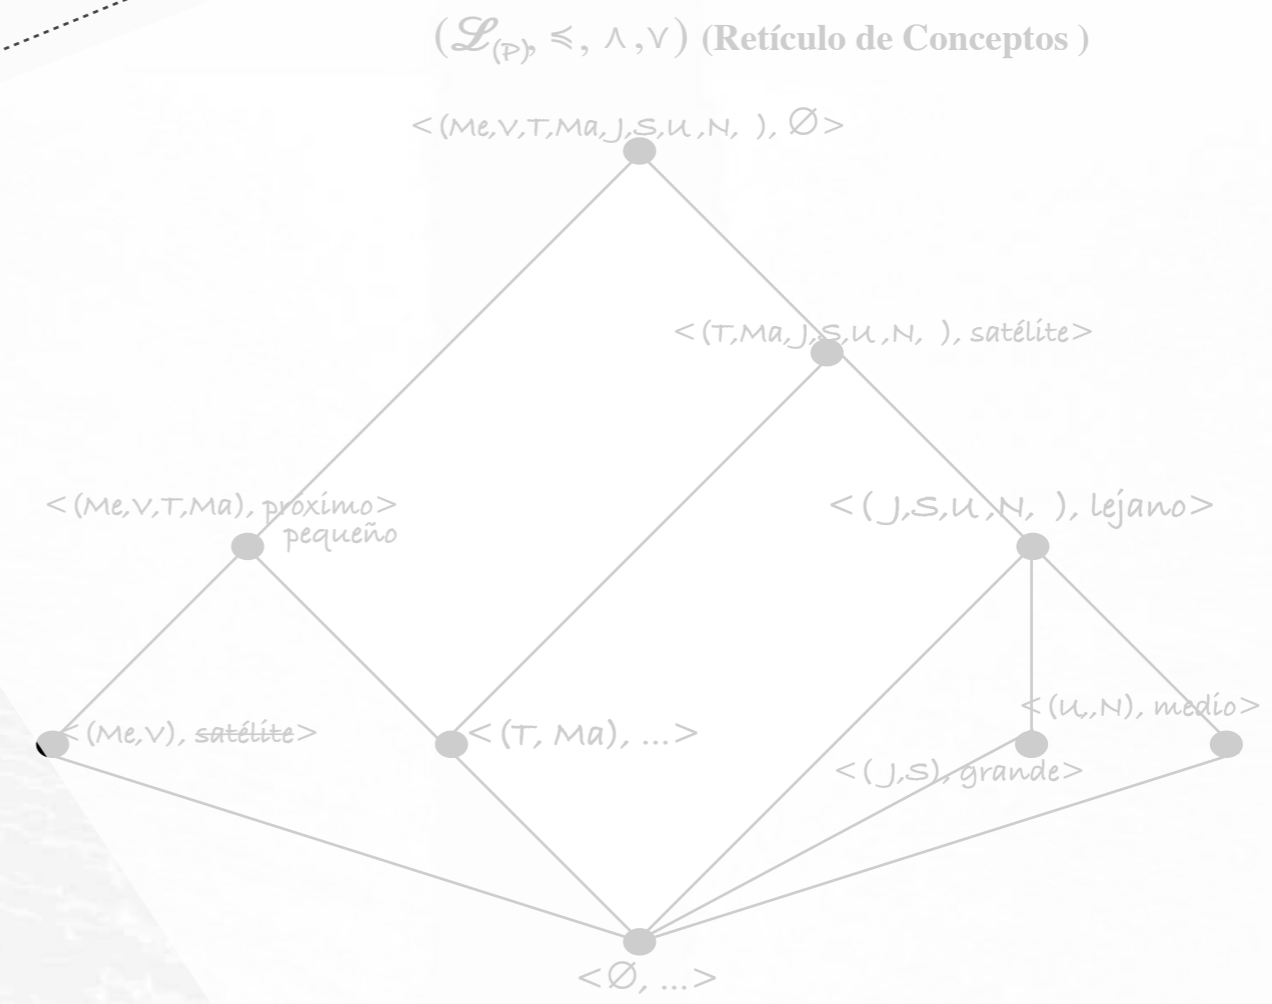 (ℒ(P), ≼, ∧, ∨) (Retículo de Conceptos )
<(Me,V,T,Ma,J,S,U,N, ), ∅>
<(T,Ma,J,S,U,N, ), satélite>
<(Me,V,T,Ma), próximo>
pequeño
<( J,S,U,N, ), lejano>
<(U,,N), medio>
<(Me,V), satélite>
<(T, Ma), ...>
<( J,S), grande>
<∅, ...>